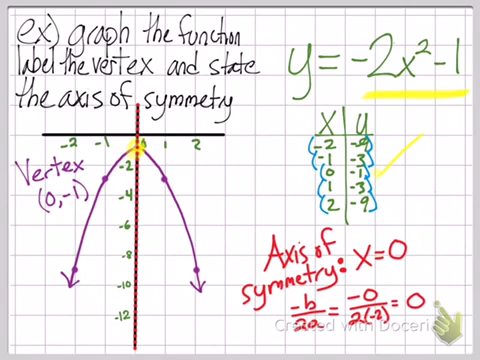 ex) graph the function
label the vertex and state
the axis of symmetry
y = -2x² - 1
x y
-2 -9
-1 -3
0 -1
1 -3
2 -9
-2 -1 0 1 2
-2
-4
-6
-8
-10
-12
Vertex
(0,-1)
Axis of
symmetry: x=0
-b/2a = -0/2(-2) = 0
Created with Doceri